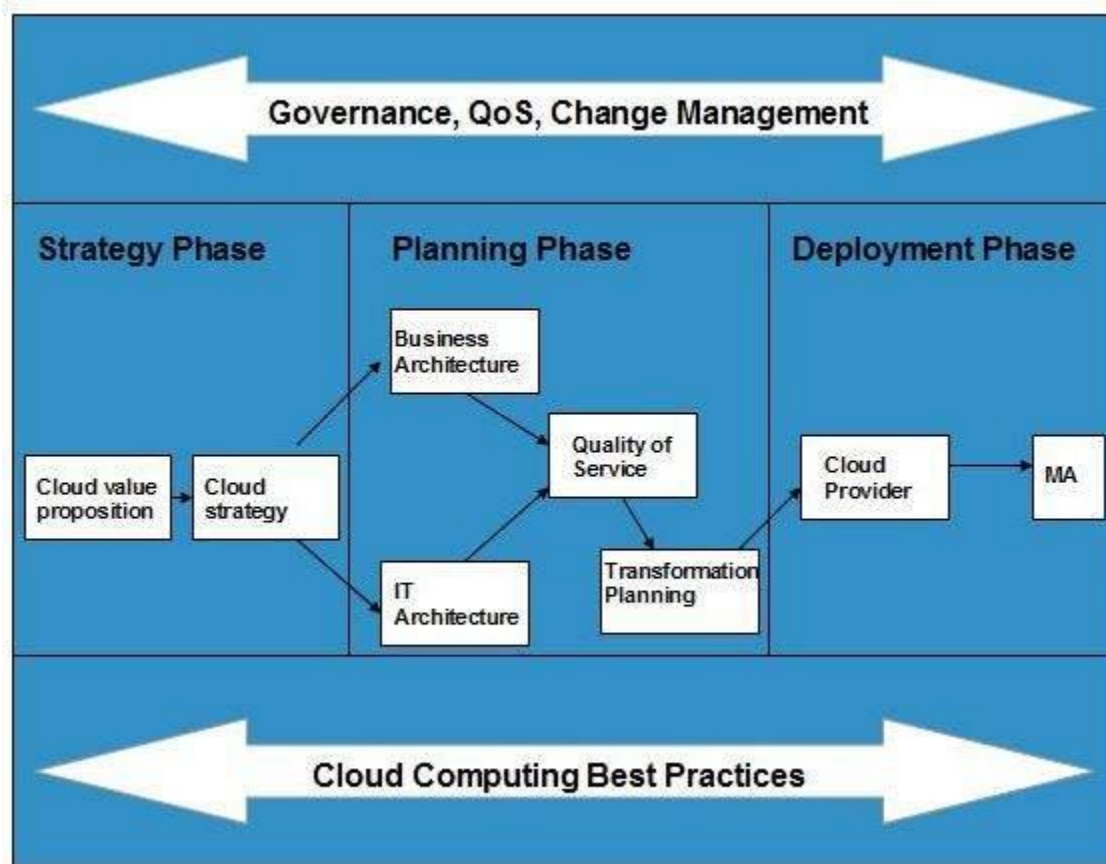 Governance, QoS, Change Management
Strategy Phase
Planning Phase
Deployment Phase
Cloud value
proposition
Cloud
strategy
Business
Architecture
IT
Architecture
Quality of
Service
Transformation
Planning
Cloud
Provider
MA
Cloud Computing Best Practices